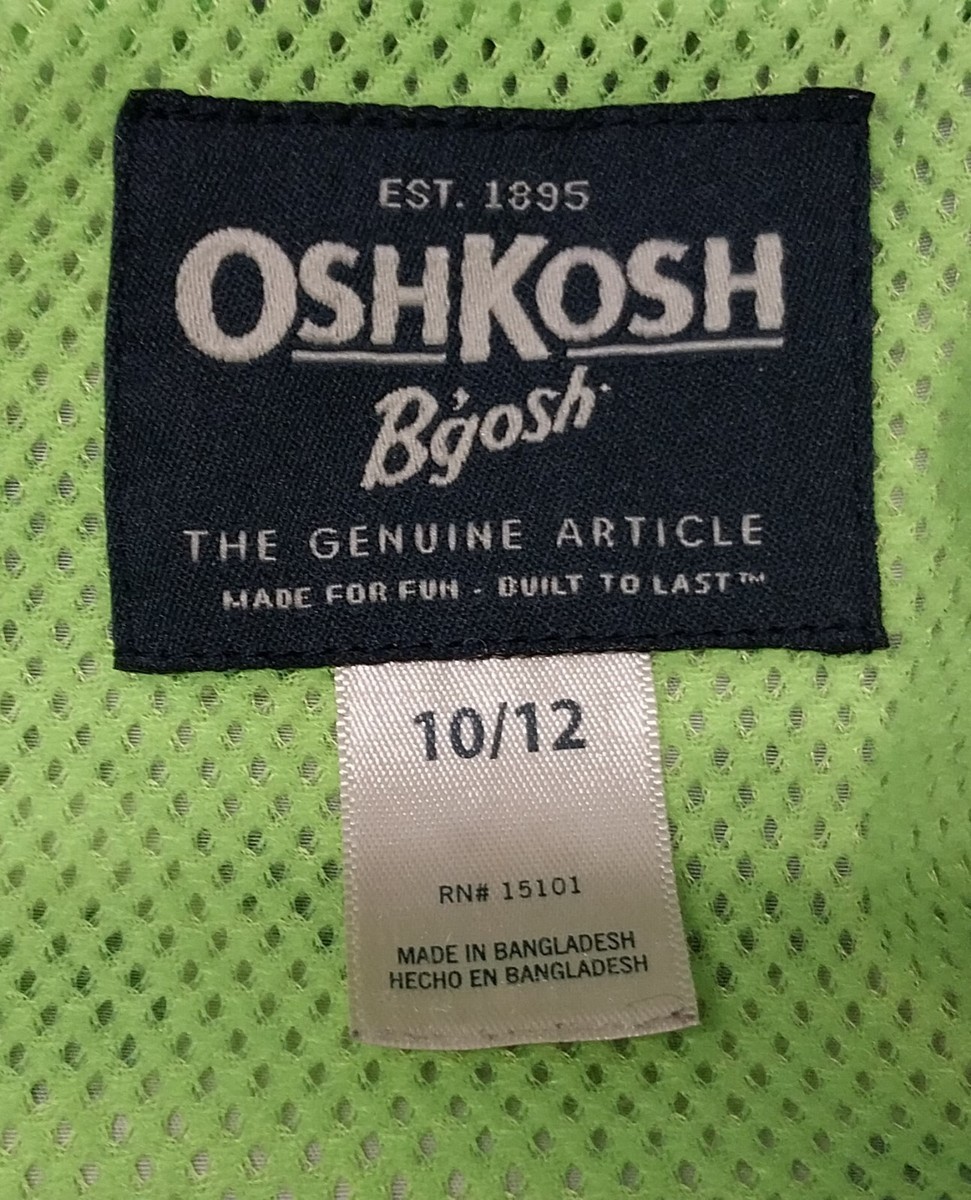 EST. 1895
OSHKOSH
B'gosh
THE GENUINE ARTICLE
MADE FOR FUN - BUILT TO LAST™
10/12
RN# 15101
MADE IN BANGLADESH
HECHO EN BANGLADESH